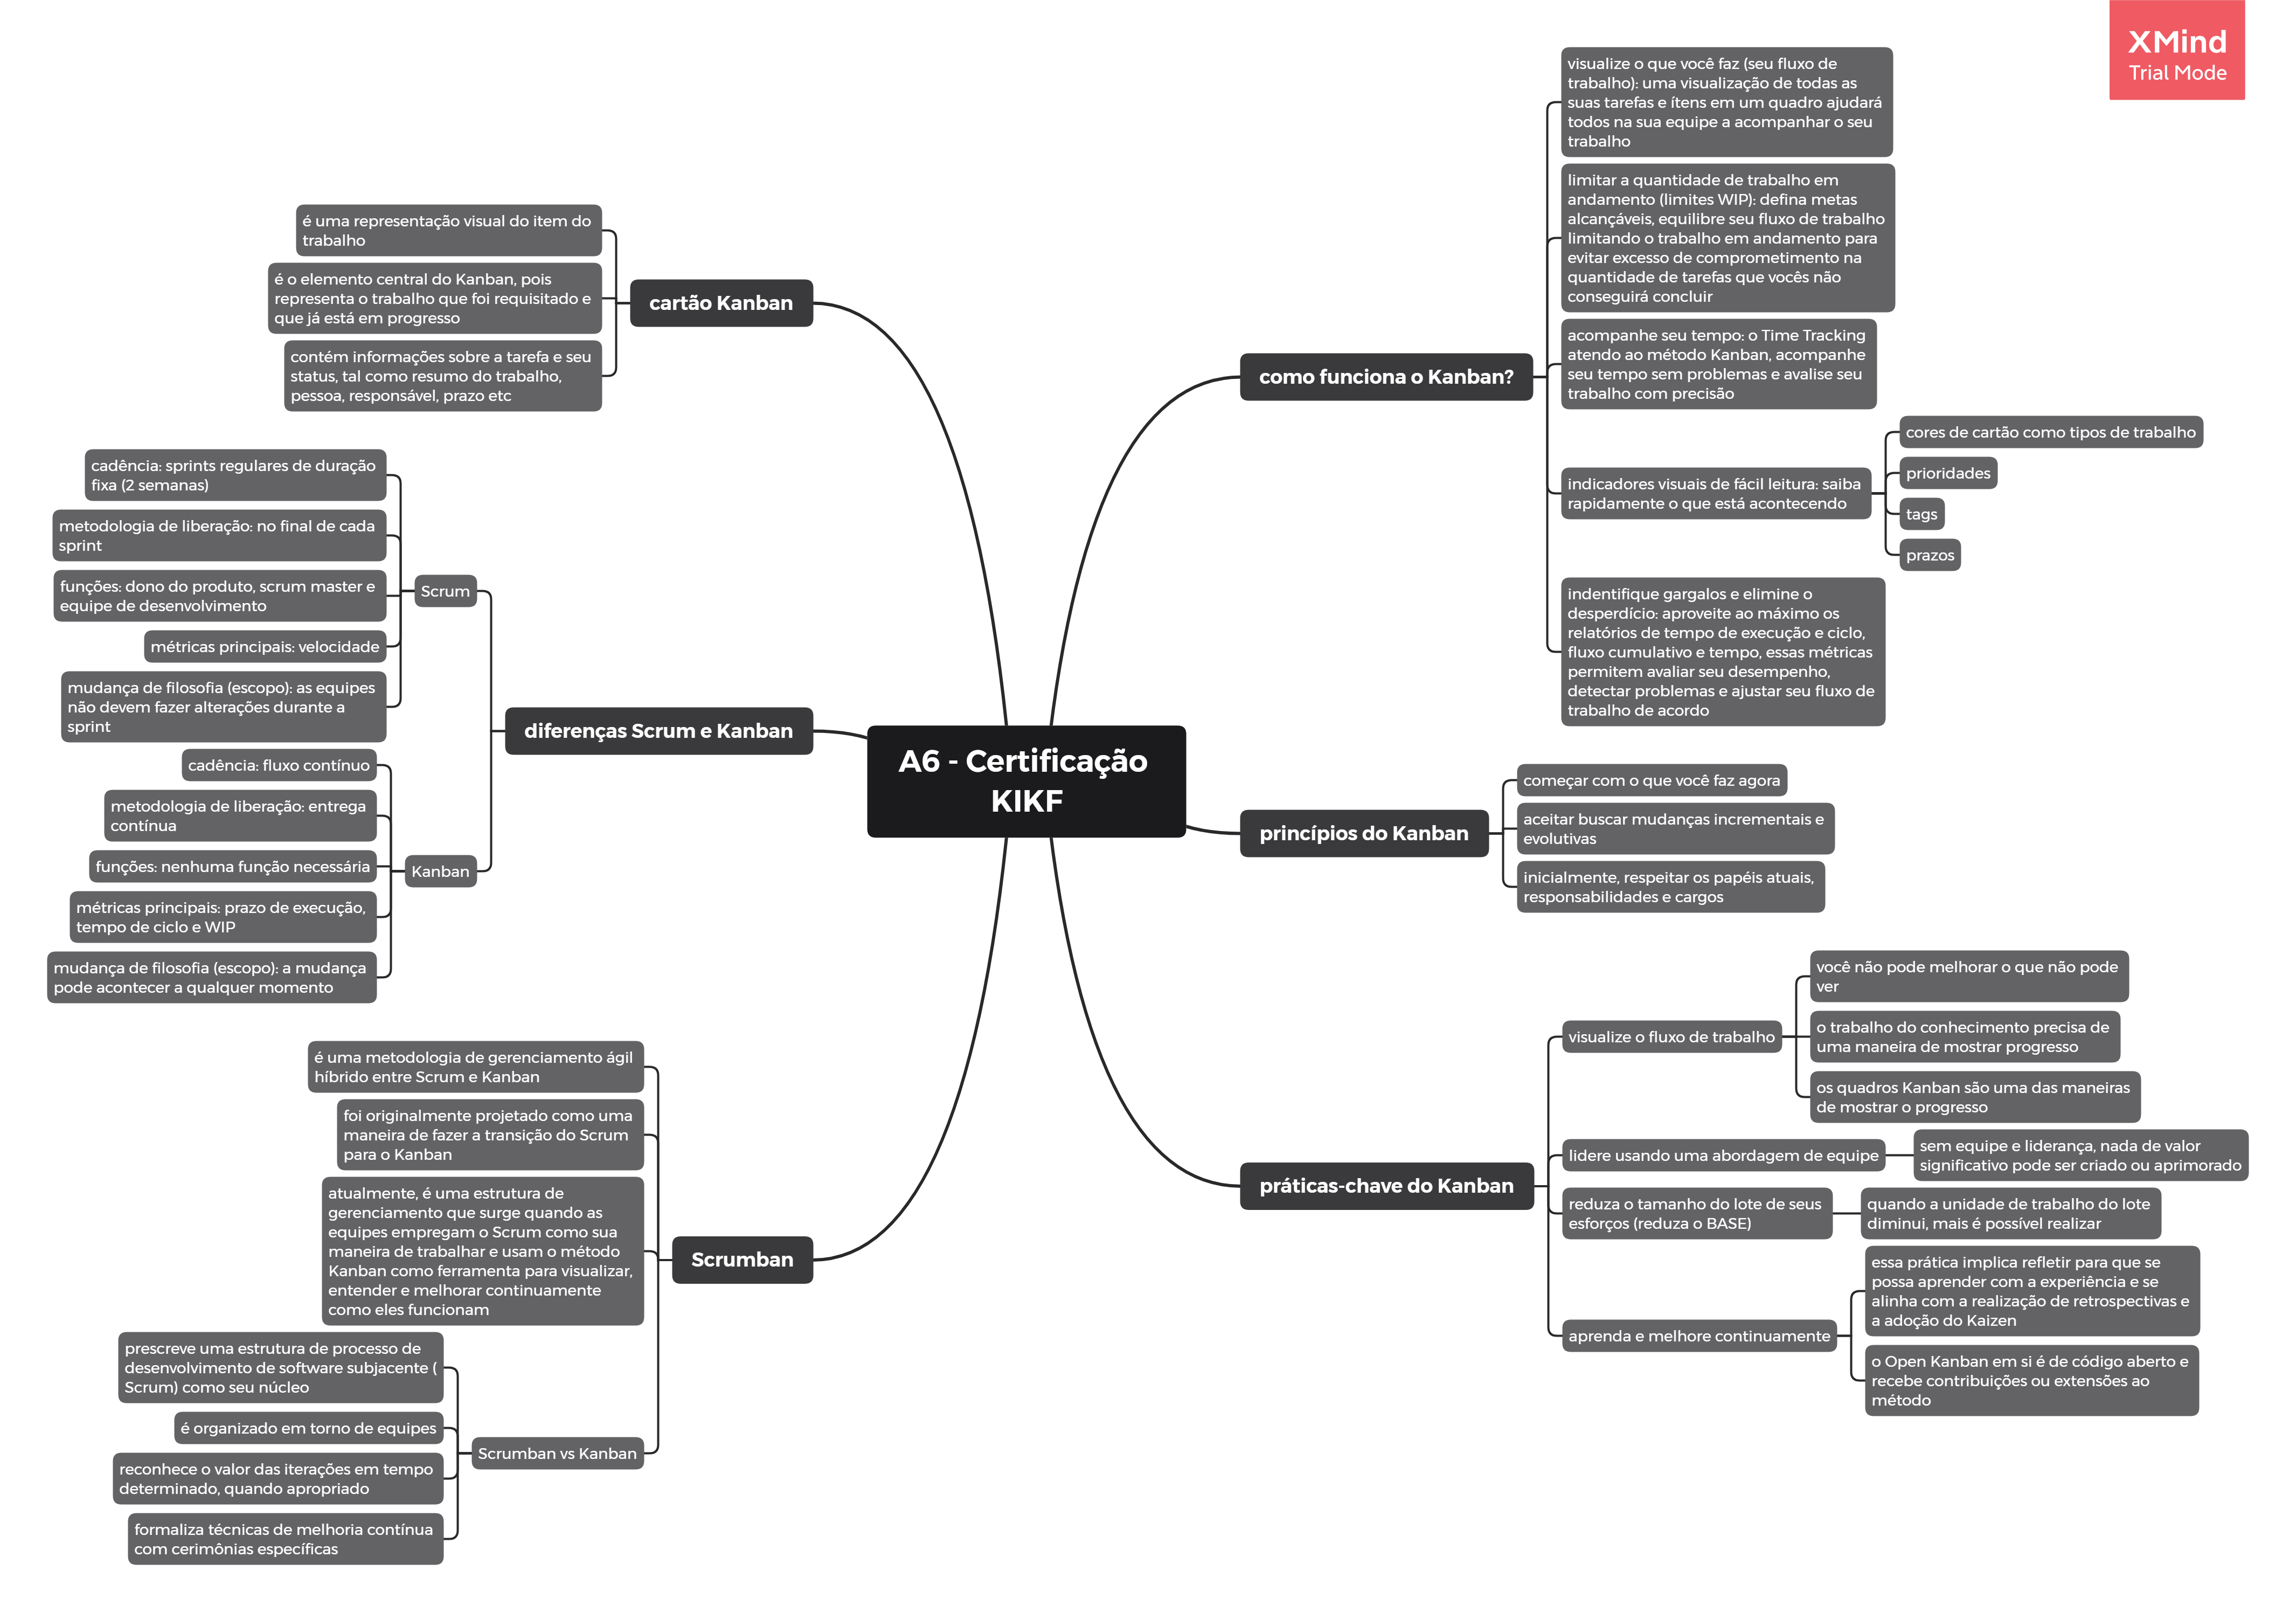 XMind
Trial Mode
A6 - Certificação
KIKF
como funciona o Kanban?
visualize o que você faz (seu fluxo de
trabalho): uma visualização de todas as
suas tarefas e ítens em um quadro ajudará
todos na sua equipe a acompanhar o seu
trabalho
limitar a quantidade de trabalho em
andamento (limites WIP): defina metas
alcançáveis, equilibre seu fluxo de trabalho
limitando o trabalho em andamento para
evitar excesso de comprometimento na
quantidade de tarefas que vocês não
conseguirá concluir
acompanhe seu tempo: o Time Tracking
atendo ao método Kanban, acompanhe
seu tempo sem problemas e avalise seu
trabalho com precisão
indicadores visuais de fácil leitura: saiba
rapidamente o que está acontecendo
cores de cartão como tipos de trabalho
prioridades
tags
prazos
indentifique gargalos e elimine o
desperdício: aproveite ao máximo os
relatórios de tempo de execução e ciclo,
fluxo cumulativo e tempo, essas métricas
permitem avaliar seu desempenho,
detectar problemas e ajustar seu fluxo de
trabalho de acordo
princípios do Kanban
começar com o que você faz agora
aceitar buscar mudanças incrementais e
evolutivas
inicialmente, respeitar os papéis atuais,
responsabilidades e cargos
práticas-chave do Kanban
visualize o fluxo de trabalho
você não pode melhorar o que não pode
ver
o trabalho do conhecimento precisa de
uma maneira de mostrar progresso
os quadros Kanban são uma das maneiras
de mostrar o progresso
lidere usando uma abordagem de equipe
sem equipe e liderança, nada de valor
significativo pode ser criado ou aprimorado
reduza o tamanho do lote de seus
esforços (reduza o BASE)
quando a unidade de trabalho do lote
diminui, mais é possível realizar
aprenda e melhore continuamente
essa prática implica refletir para que se
possa aprender com a experiência e se
alinha com a realização de retrospectivas e
a adoção do Kaizen
o Open Kanban em si é de código aberto e
recebe contribuições ou extensões ao
método
cartão Kanban
é uma representação visual do item do
trabalho
é o elemento central do Kanban, pois
representa o trabalho que foi requisitado e
que já está em progresso
contém informações sobre a tarefa e seu
status, tal como resumo do trabalho,
pessoa, responsável, prazo etc
diferenças Scrum e Kanban
Scrum
cadência: sprints regulares de duração
fixa (2 semanas)
metodologia de liberação: no final de cada
sprint
funções: dono do produto, scrum master e
equipe de desenvolvimento
métricas principais: velocidade
mudança de filosofia (escopo): as equipes
não devem fazer alterações durante a
sprint
Kanban
cadência: fluxo contínuo
metodologia de liberação: entrega
contínua
funções: nenhuma função necessária
métricas principais: prazo de execução,
tempo de ciclo e WIP
mudança de filosofia (escopo): a mudança
pode acontecer a qualquer momento
Scrumban
é uma metodologia de gerenciamento ágil
híbrido entre Scrum e Kanban
foi originalmente projetado como uma
maneira de fazer a transição do Scrum
para o Kanban
atualmente, é uma estrutura de
gerenciamento que surge quando as
equipes empregam o Scrum como sua
maneira de trabalhar e usam o método
Kanban como ferramenta para visualizar,
entender e melhorar continuamente
como eles funcionam
Scrumban vs Kanban
prescreve uma estrutura de processo de
desenvolvimento de software subjacente (
Scrum) como seu núcleo
é organizado em torno de equipes
reconhece o valor das iterações em tempo
determinado, quando apropriado
formaliza técnicas de melhoria contínua
com cerimônias específicas